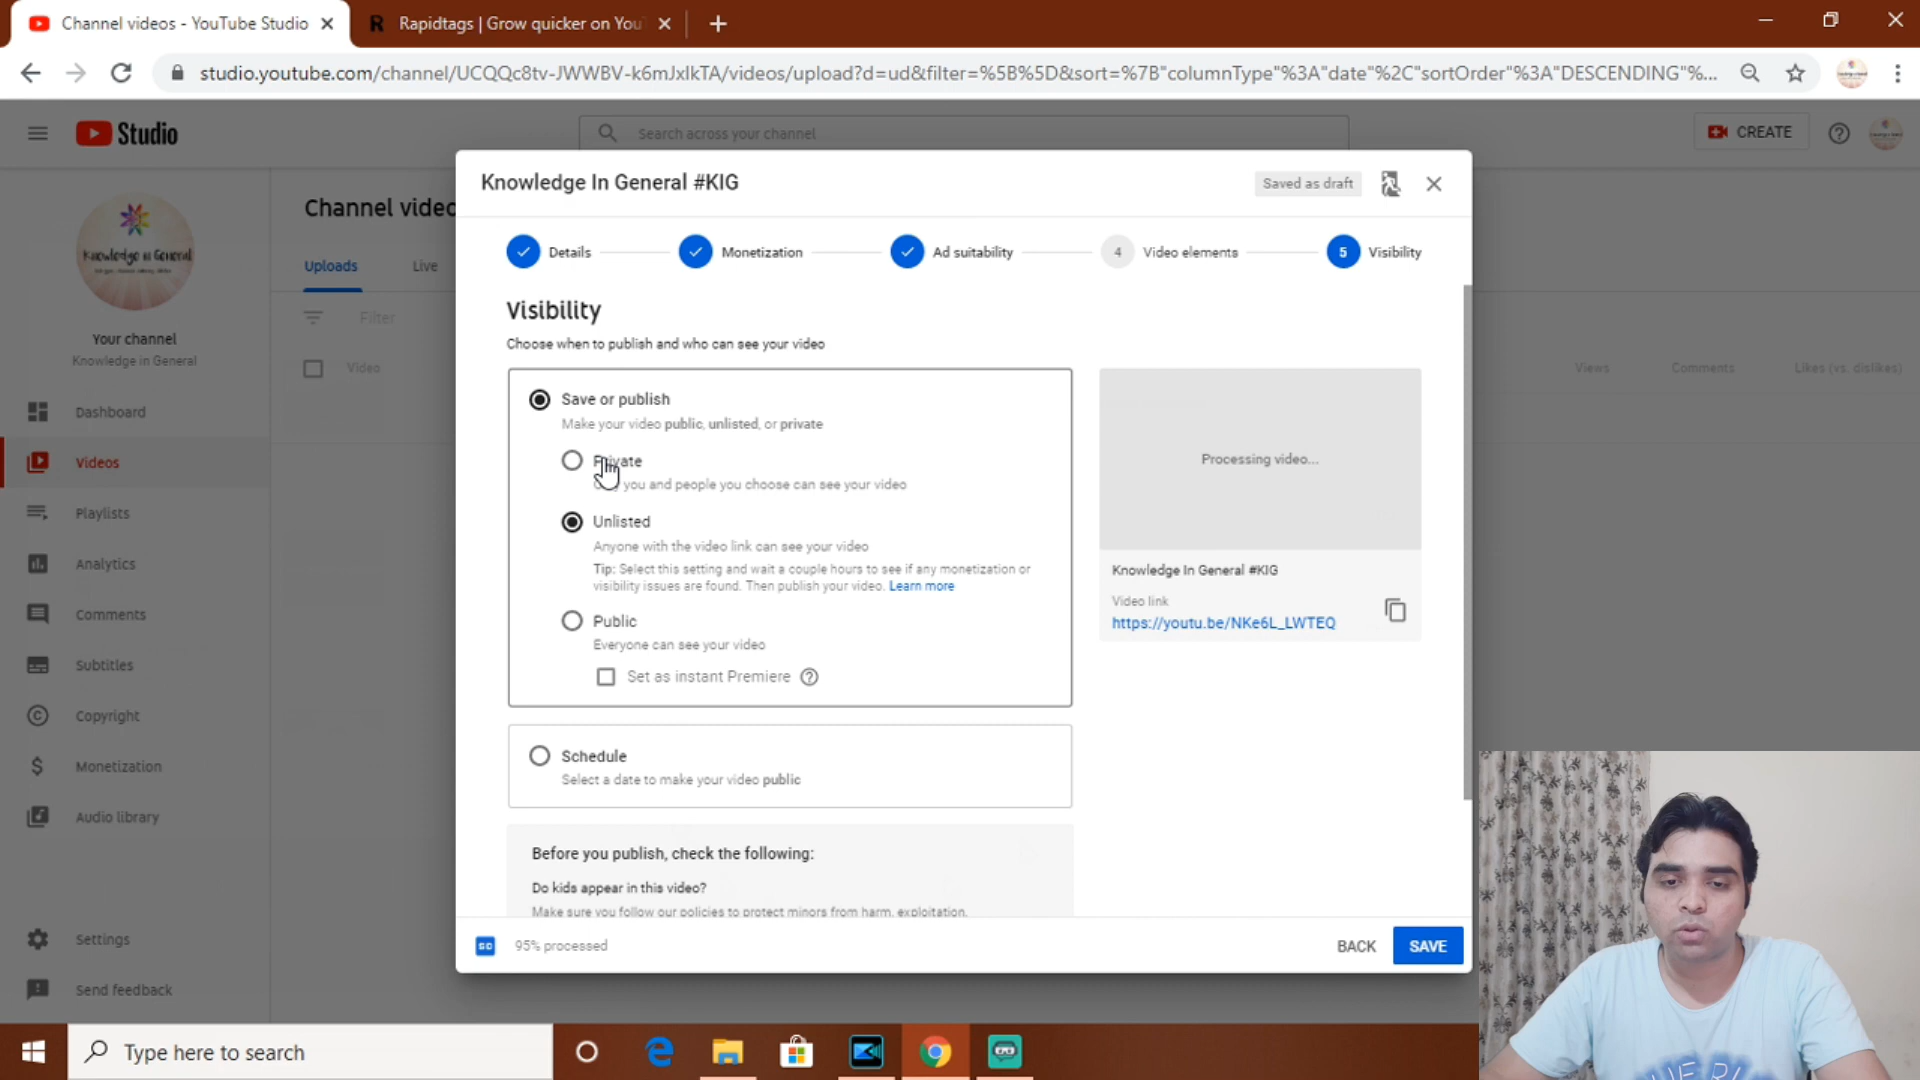 Channel videos - YouTube Studio
Rapidtags | Grow quicker on You
studio.youtube.com/channel/UCQQc8tv-JWWBV-k6mJxlkTA/videos/upload?d=ud&filter=%5B%5D&sort=%7B"columnType"%3A"date"%2C"sortOrder"%3A"DESCENDING"%...
Studio
Search across your channel
CREATE
Knowledge in General
Your channel
Knowledge in General
Dashboard
Videos
Playlists
Analytics
Comments
Subtitles
Copyright
Monetization
Audio library
Settings
Send feedback
Channel video
Uploads
Live
Filter
Video
Views
Comments
Likes (vs. dislikes)
Knowledge In General #KIG
Saved as draft
Details
Monetization
Ad suitability
4
Video elements
5
Visibility
Visibility
Choose when to publish and who can see your video
Save or publish
Make your video public, unlisted, or private
Private
Only you and people you choose can see your video
Unlisted
Anyone with the video link can see your video
Tip: Select this setting and wait a couple hours to see if any monetization or
visibility issues are found. Then publish your video. Learn more
Public
Everyone can see your video
Set as instant Premiere
Schedule
Select a date to make your video public
Before you publish, check the following:
Do kids appear in this video?
Make sure you follow our policies to protect minors from harm, exploitation,
Processing video...
Knowledge In General #KIG
Video link
https://youtu.be/NKe6L_LWTEQ
SD
95% processed
BACK
SAVE
Type here to search